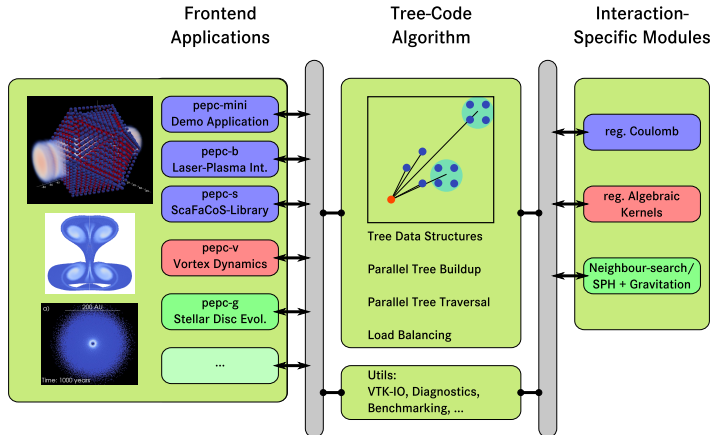 Frontend
Applications
Tree-Code
Algorithm
Interaction-
Specific Modules
pepc-mini
Demo Application
pepc-b
Laser-Plasma Int.
pepc-s
ScaFaCoS-Library
pepc-v
Vortex Dynamics
pepc-g
Stellar Disc Evol.
...
a)
200 AU
Time: 1000 years
Tree Data Structures
Parallel Tree Buildup
Parallel Tree Traversal
Load Balancing
Utils:
VTK-IO, Diagnostics,
Benchmarking, ...
reg. Coulomb
reg. Algebraic
Kernels
Neighbour-search/
SPH + Gravitation